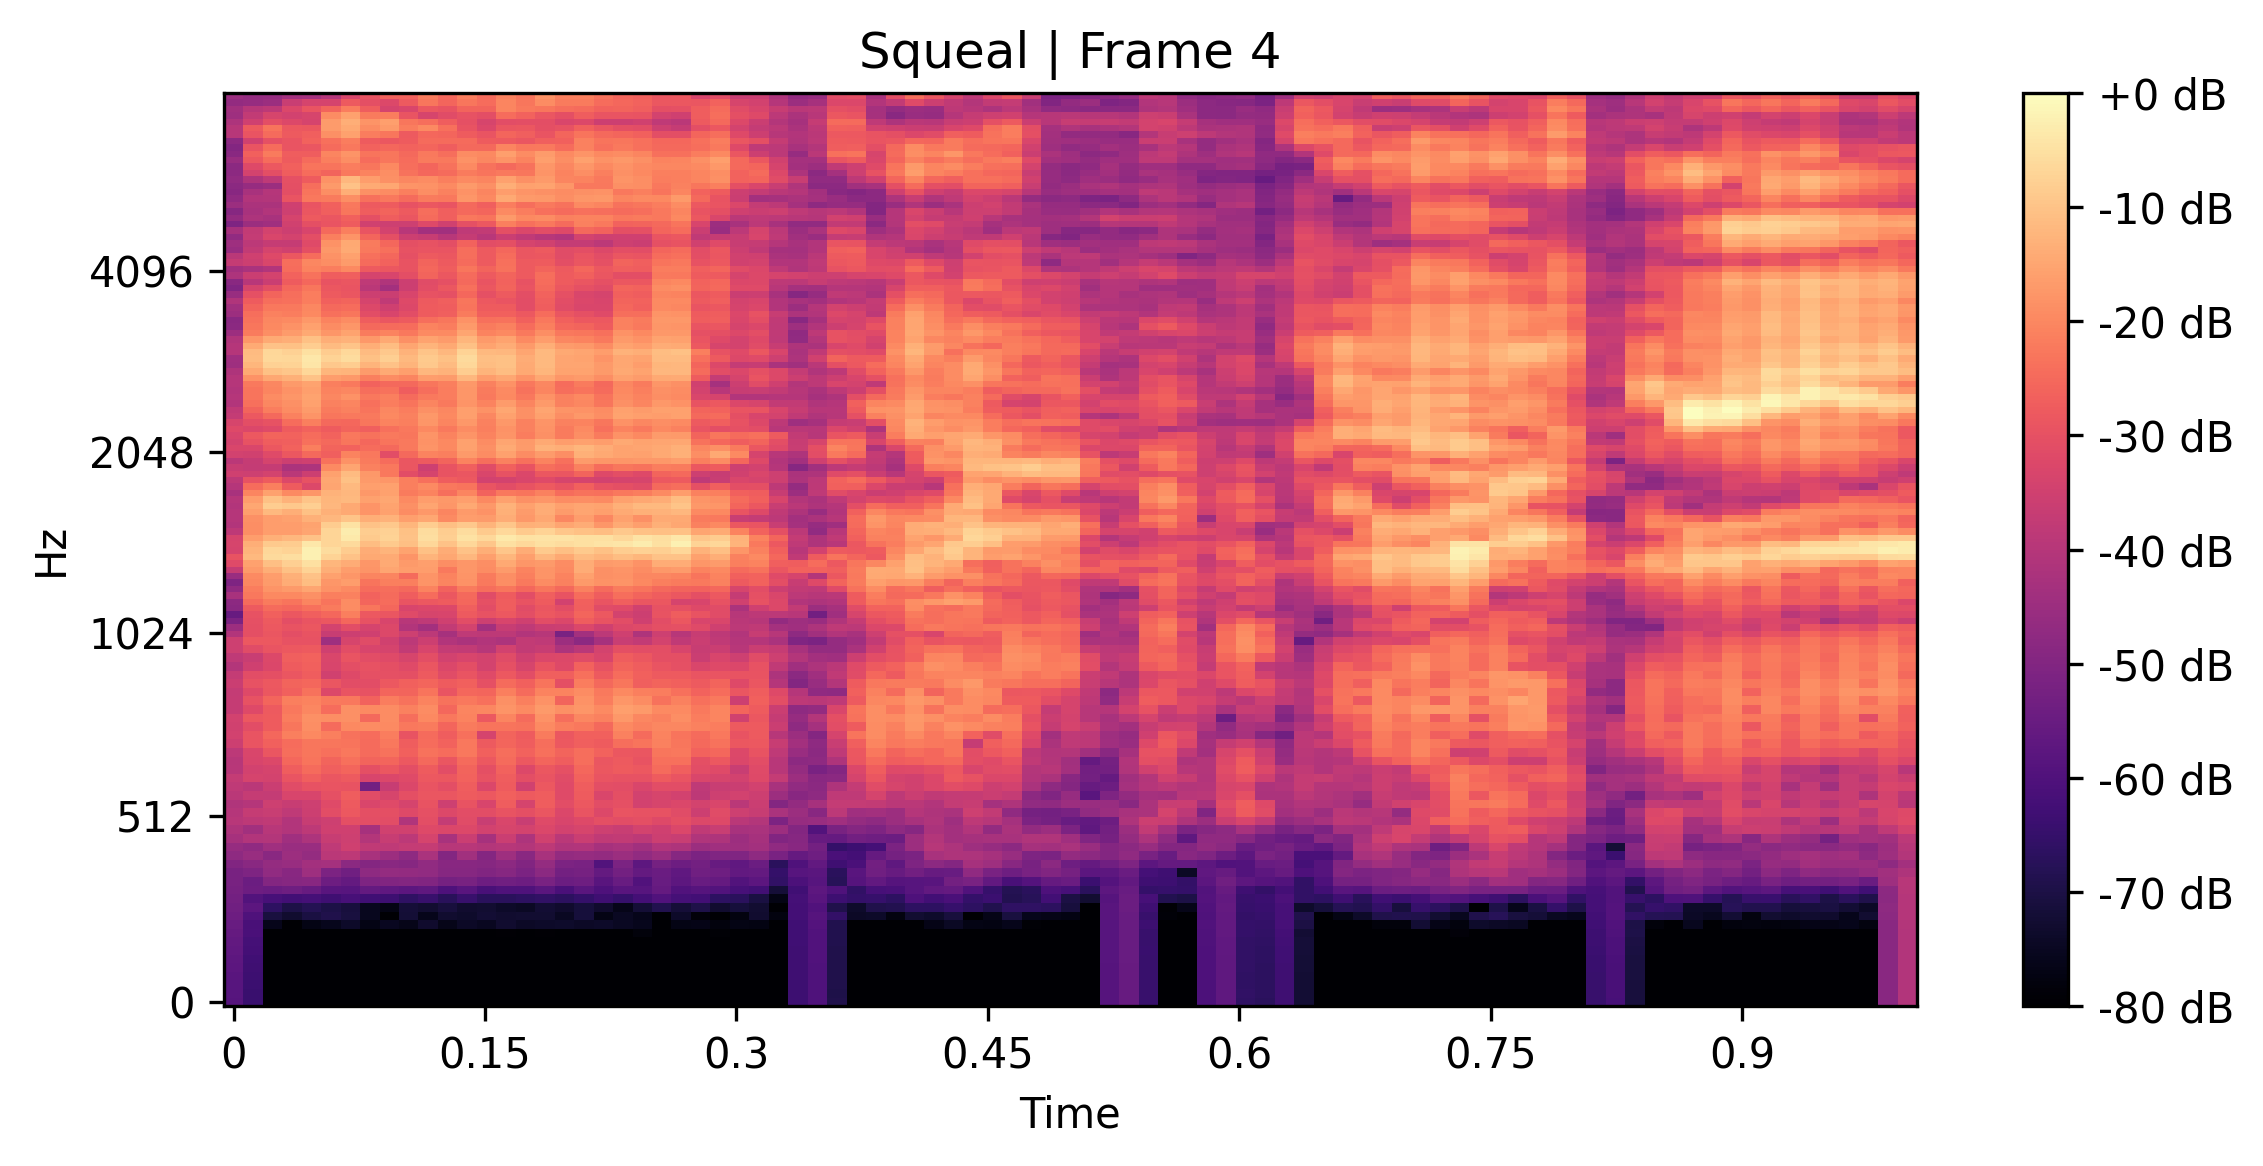 Squeal | Frame 4
+0 dB
-10 dB
-20 dB
-30 dB
-40 dB
-50 dB
-60 dB
-70 dB
-80 dB
Hz
4096
2048
1024
512
0
0 0.15 0.3 0.45 0.6 0.75 0.9
Time